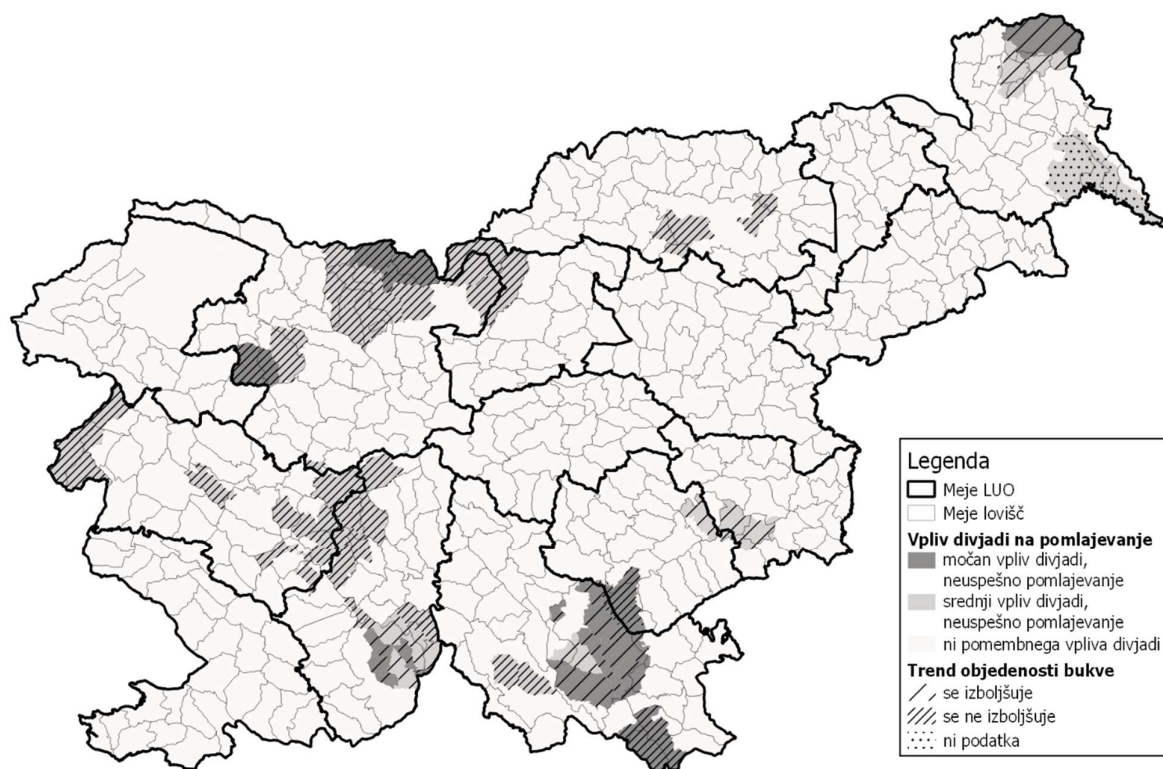 Legenda
Meje LUO
Meje lovišč
Vpliv divjadi na pomlajevanje
močan vpliv divjadi,
neuspešno pomlajevanje
srednji vpliv divjadi,
neuspešno pomlajevanje
ni pomembnega vpliva divjadi
Trend objedenosti bukve
se izboljšuje
se ne izboljšuje
ni podatka